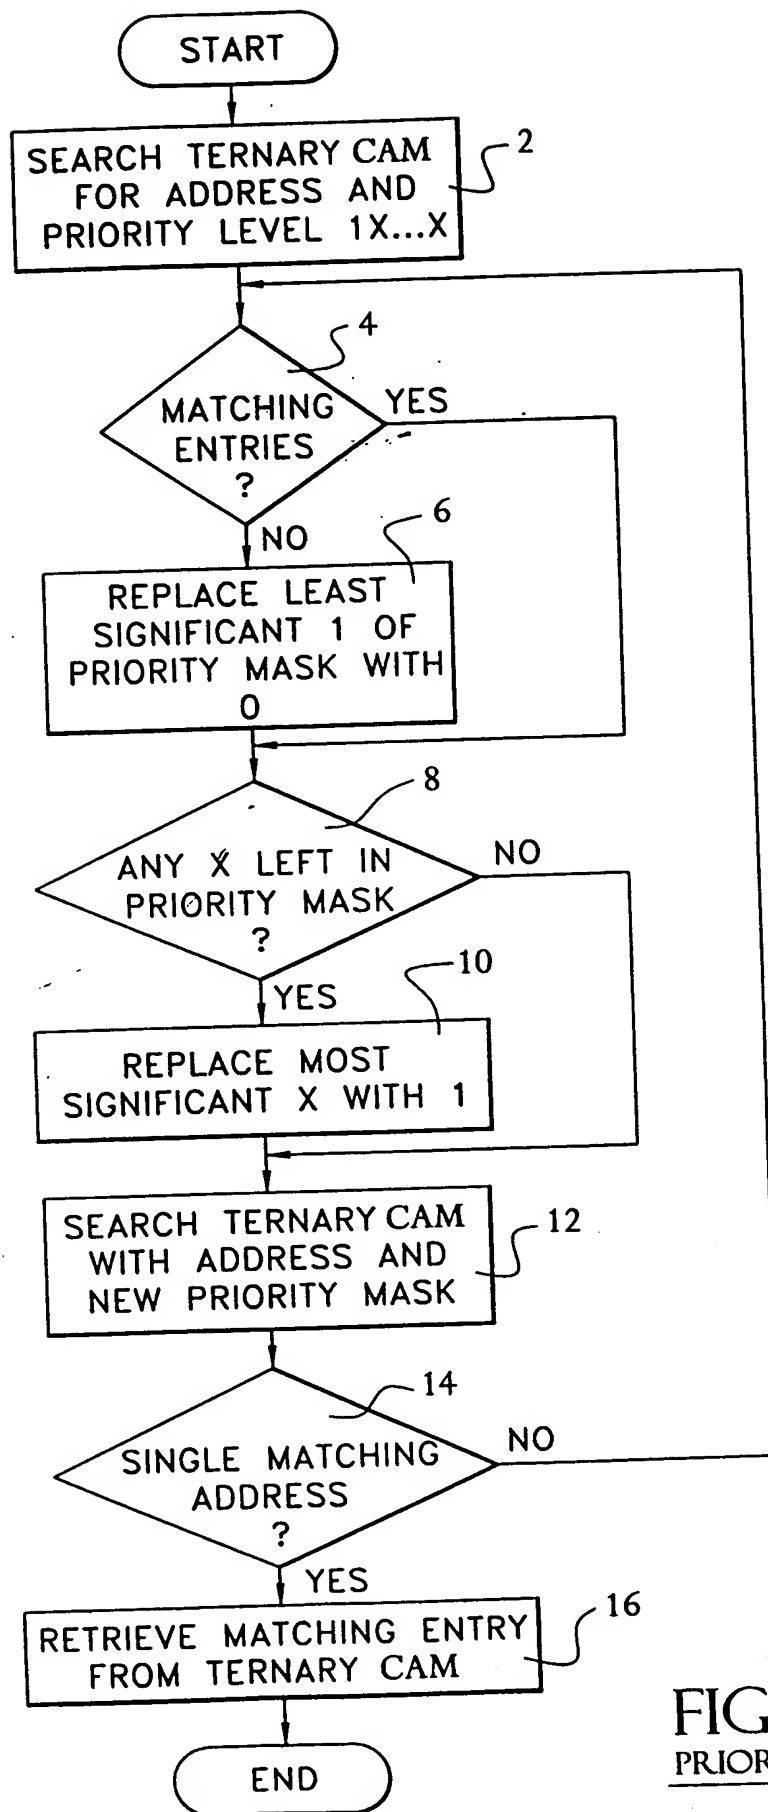 START
SEARCH TERNARY CAM
FOR ADDRESS AND
PRIORITY LEVEL 1X...X
2
4
MATCHING
ENTRIES
?
YES
NO
6
REPLACE LEAST
SIGNIFICANT 1 OF
PRIORITY MASK WITH
0
8
ANY X LEFT IN
PRIORITY MASK
?
NO
YES
10
REPLACE MOST
SIGNIFICANT X WITH 1
SEARCH TERNARY CAM
WITH ADDRESS AND
NEW PRIORITY MASK
12
14
SINGLE MATCHING
ADDRESS
?
NO
YES
RETRIEVE MATCHING ENTRY
FROM TERNARY CAM
16
END
FIG
PRIOR